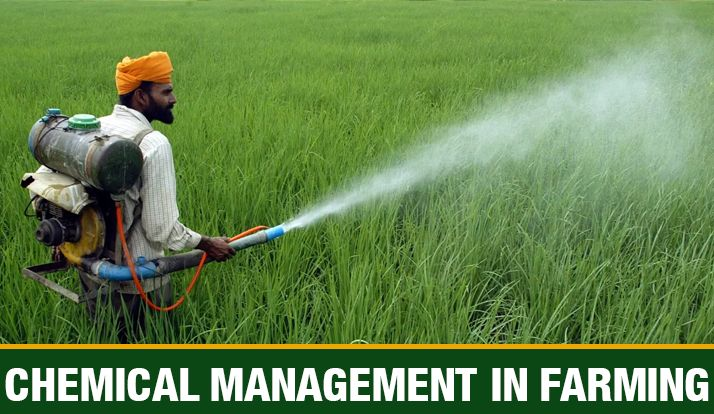 CHEMICAL MANAGEMENT IN FARMING